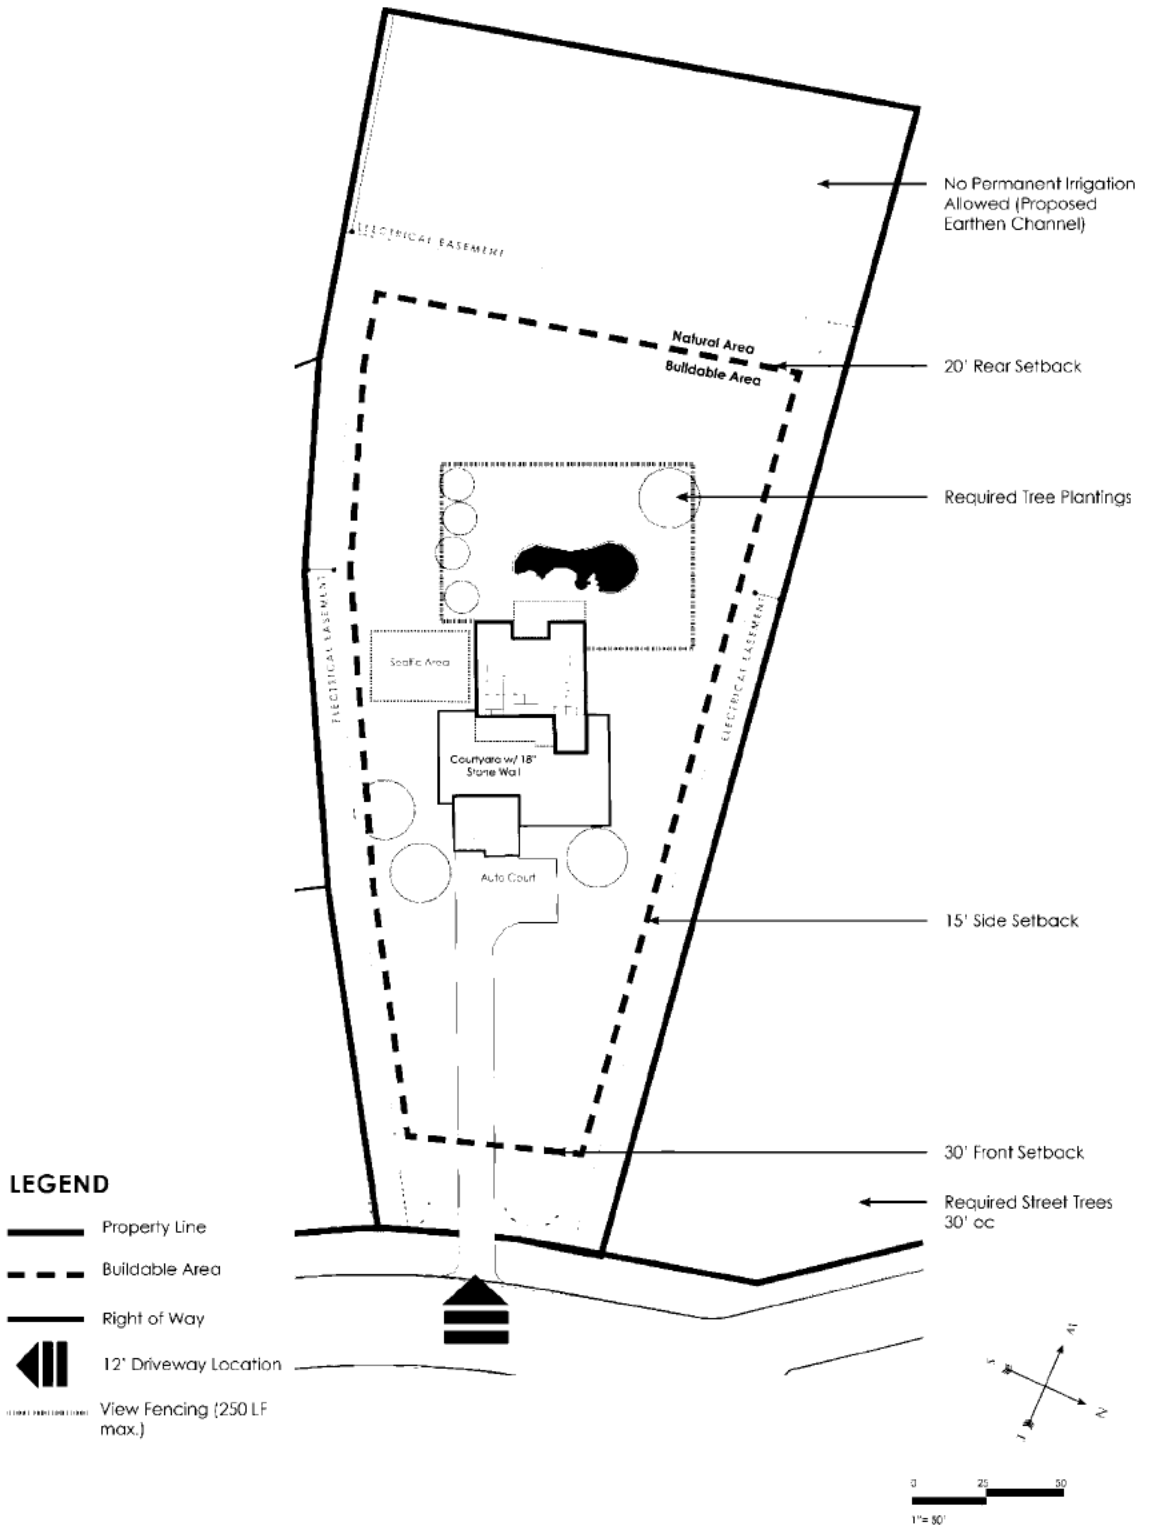 No Permanent Irrigation
Allowed (Proposed
Earthen Channel)
ELECTRICAL EASEMENT
Natural Area
20' Rear Setback
Buildable Area
Required Tree Plantings
ELECTRICAL EASEMENT
ELECTRICAL EASEMENT
Septic Area
Courtyard w/ 18"
Stone Wall
Auto Court
15' Side Setback
30' Front Setback
Required Street Trees
30' oc
LEGEND
Property Line
Buildable Area
Right of Way
12' Driveway Location
View Fencing (250 LF
max.)
N
0 25 50
1"= 50'